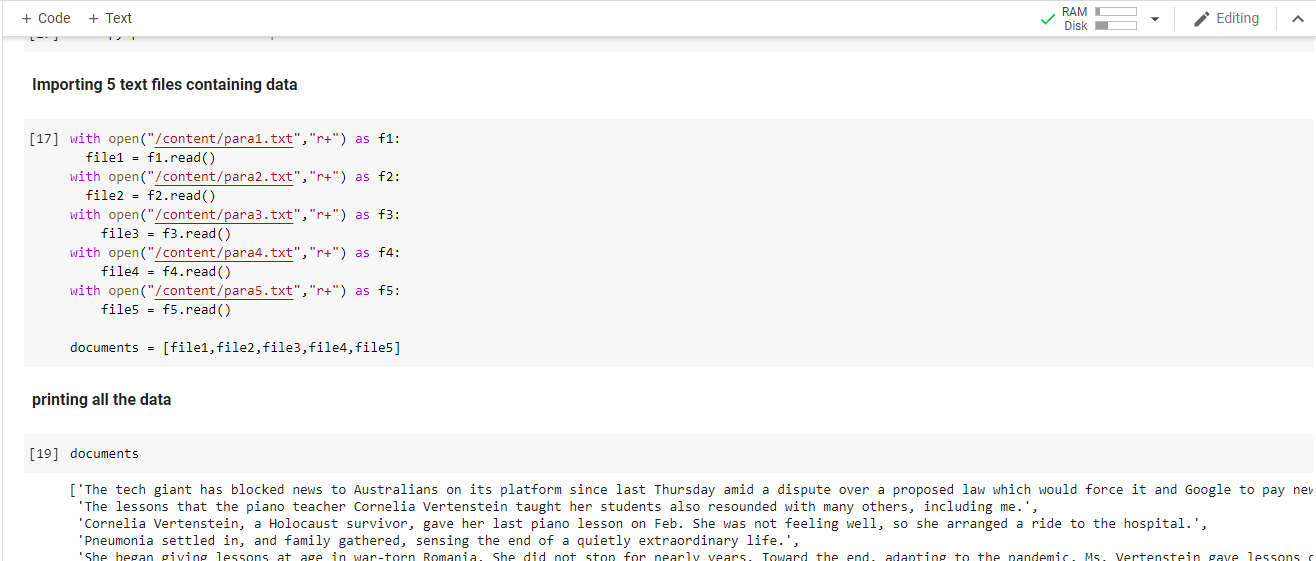 + Code + Text
RAM
Disk
Editing
Importing 5 text files containing data
[17] with open("/content/para1.txt","r+") as f1:
file1 = f1.read()
with open("/content/para2.txt","r+") as f2:
file2 = f2.read()
with open("/content/para3.txt","r+") as f3:
file3 = f3.read()
with open("/content/para4.txt","r+") as f4:
file4 = f4.read()
with open("/content/para5.txt","r+") as f5:
file5 = f5.read()
documents = [file1,file2,file3,file4,file5]
printing all the data
[19] documents
['The tech giant has blocked news to Australians on its platform since last Thursday amid a dispute over a proposed law which would force it and Google to pay
'The lessons that the piano teacher Cornelia Vertenstein taught her students also resounded with many others, including me.',
'Cornelia Vertenstein, a Holocaust survivor, gave her last piano lesson on Feb. She was not feeling well, so she arranged a ride to the hospital.',
'Pneumonia settled in, and family gathered, sensing the end of a quietly extraordinary life.',
'She began giving lessons at age in war-torn Romania. She did not stop for nearly years. Toward the end, adapting to the pandemic, Ms. Vertenstein gave lessons